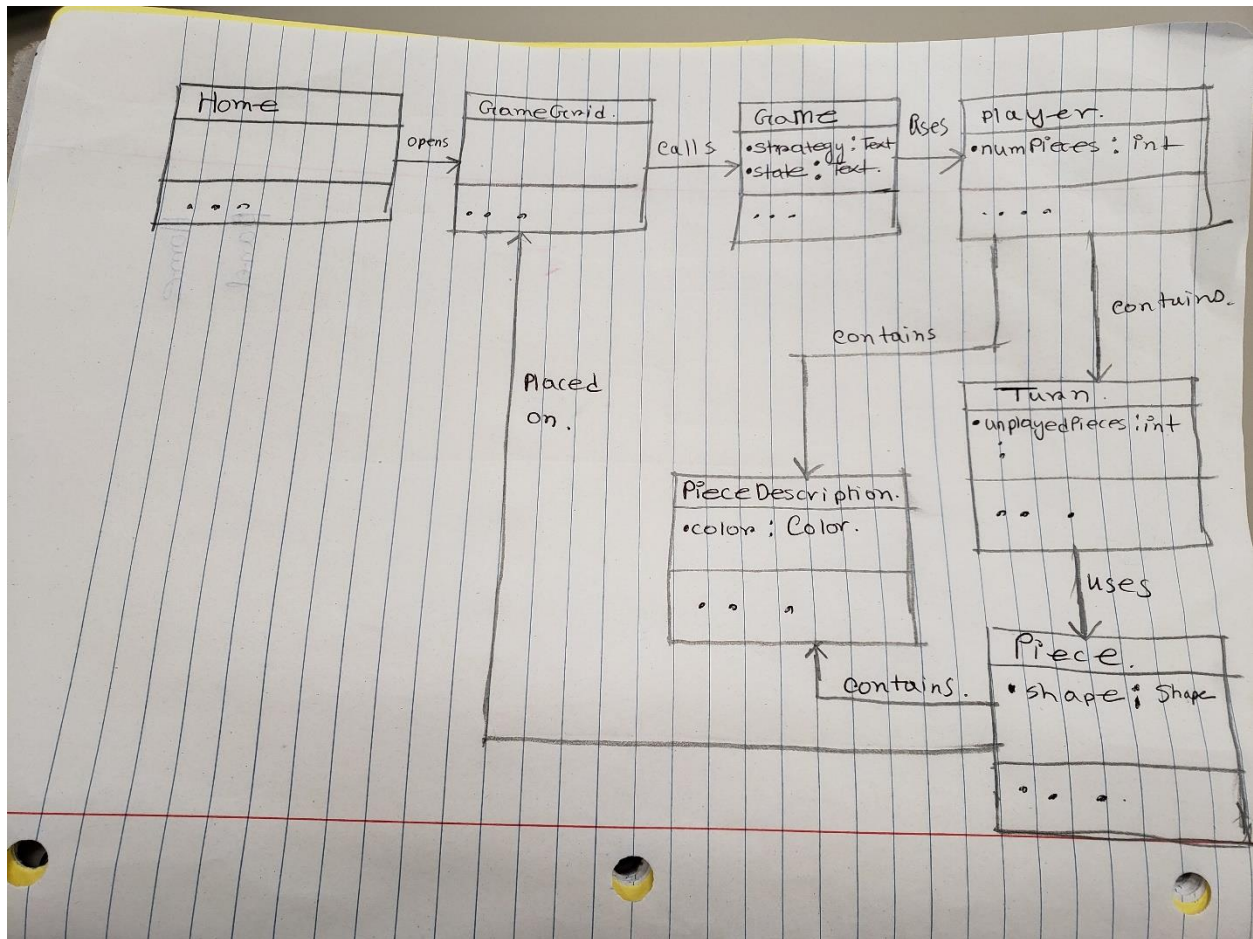 Home
opens
GameGrid.
calls
Game
•strategy: Text
•state: Text.
Uses
Player.
•numPieces: int
contains
contains.
Placed
on.
Turn.
•unplayedPieces: int
PieceDescription.
•color: Color.
uses
Piece.
•shape: Shape
contains.